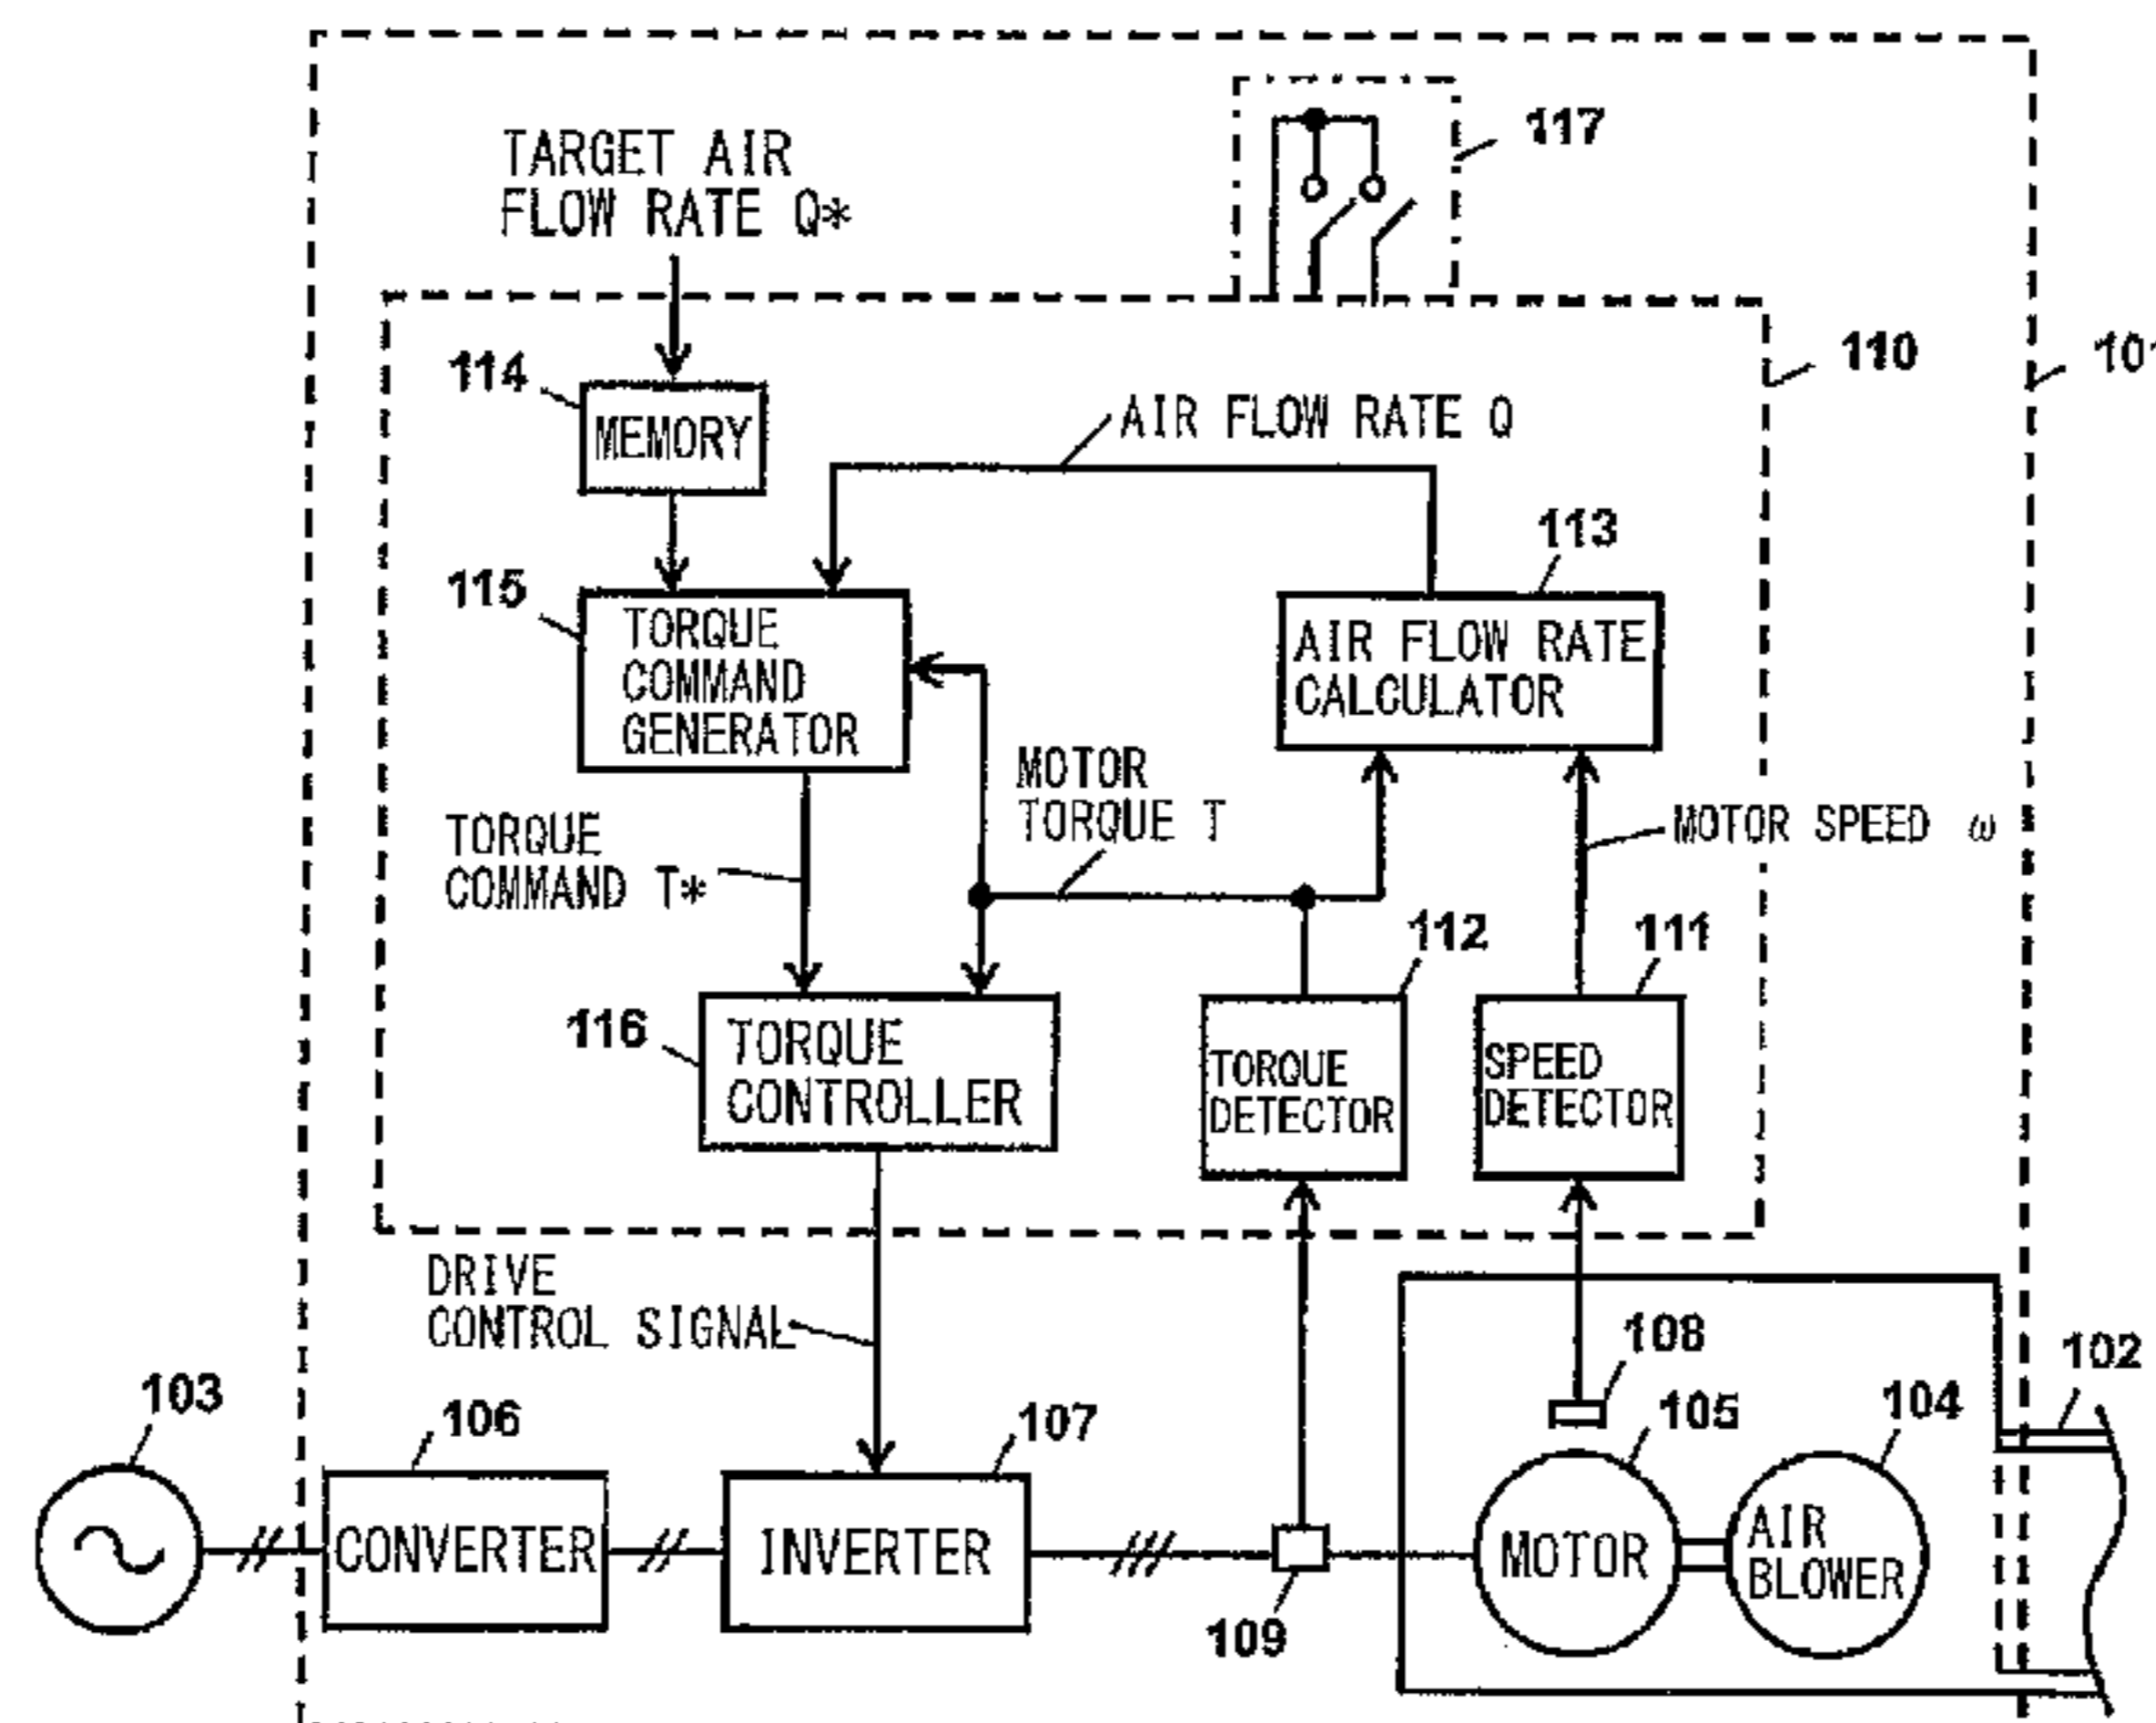 117
TARGET AIR
FLOW RATE Q*
110
101
114
MEMORY
AIR FLOW RATE Q
113
115
TORQUE
COMMAND
GENERATOR
AIR FLOW RATE
CALCULATOR
MOTOR
TORQUE T
MOTOR SPEED ω
TORQUE
COMMAND T*
112
111
116
TORQUE
CONTROLLER
TORQUE
DETECTOR
SPEED
DETECTOR
DRIVE
CONTROL SIGNAL
108
102
103
106
107
105
104
CONVERTER
INVERTER
MOTOR
AIR
BLOWER
109